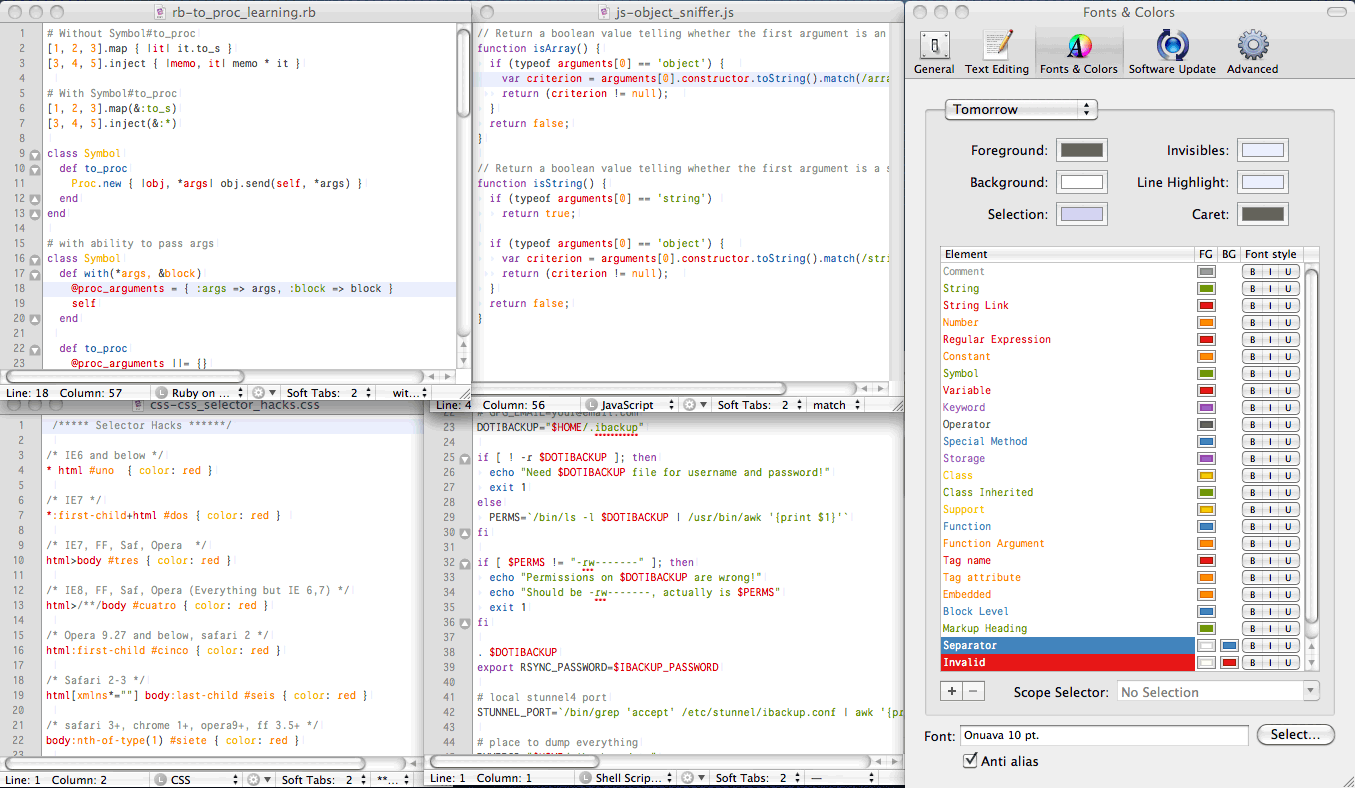 rb-to_proc_learning.rb
1 # Without Symbol#to_proc
2 [1, 2, 3].map { |it| it.to_s }
3 [3, 4, 5].inject { |memo, it| memo * it }
4
5 # With Symbol#to_proc
6 [1, 2, 3].map(&:to_s)
7 [3, 4, 5].inject(&:*)
8
9 class Symbol
10 def to_proc
11 Proc.new { |obj, *args| obj.send(self, *args) }
12 end
13 end
14
15 # with ability to pass args
16 class Symbol
17 def with(*args, &block)
18 @proc_arguments = { :args => args, :block => block }
19 self
20 end
21
22 def to_proc
23 @proc_arguments ||= {}
Line: 18 Column: 57 L Ruby on ... Soft Tabs: 2 wit...
js-object_sniffer.js
// Return a boolean value telling whether the first argument is an
function isArray() {
if (typeof arguments[0] == 'object') {
var criterion = arguments[0].constructor.toString().match(/arra
return (criterion != null);
}
return false;
}
// Return a boolean value telling whether the first argument is a s
function isString() {
if (typeof arguments[0] == 'string')
return true;
if (typeof arguments[0] == 'object') {
var criterion = arguments[0].constructor.toString().match(/stri
return (criterion != null);
}
return false;
}
Line: 4 Column: 56 L JavaScript Soft Tabs: 2 match
css-css_selector_hacks.css
1 /***** Selector Hacks ******/
2
3 /* IE6 and below */
4 * html #uno { color: red }
5
6 /* IE7 */
7 *:first-child+html #dos { color: red }
8
9 /* IE7, FF, Saf, Opera */
10 html>body #tres { color: red }
11
12 /* IE8, FF, Saf, Opera (Everything but IE 6,7) */
13 html>/**/body #cuatro { color: red }
14
15 /* Opera 9.27 and below, safari 2 */
16 html:first-child #cinco { color: red }
17
18 /* Safari 2-3 */
19 html[xmlns*=""] body:last-child #seis { color: red }
20
21 /* safari 3+, chrome 1+, opera9+, ff 3.5+ */
22 body:nth-of-type(1) #siete { color: red }
Line: 1 Column: 2 L CSS Soft Tabs: 2 **...
22 # GPG_EMAIL=you@email.com
23 DOTIBACKUP="$HOME/.ibackup"
24
25 if [ ! -r $DOTIBACKUP ]; then
26 echo "Need $DOTIBACKUP file for username and password!"
27 exit 1
28 else
29 PERMS=`/bin/ls -l $DOTIBACKUP | /usr/bin/awk '{print $1}'`
30 fi
31
32 if [ $PERMS != "-rw-------" ]; then
33 echo "Permissions on $DOTIBACKUP are wrong!"
34 echo "Should be -rw-------, actually is $PERMS"
35 exit 1
36 fi
37
38 . $DOTIBACKUP
39 export RSYNC_PASSWORD=$IBACKUP_PASSWORD
40
41 # local stunnel4 port
42 STUNNEL_PORT=`/bin/grep 'accept' /etc/stunnel/ibackup.conf | awk '{pr
43
44 # place to dump everything
Line: 1 Column: 1 L Shell Scrip... Soft Tabs: 2 —
Fonts & Colors
General Text Editing Fonts & Colors Software Update Advanced
Tomorrow
Foreground: Invisibles:
Background: Line Highlight:
Selection: Caret:
Element FG BG Font style
Comment B I U
String B I U
String Link B I U
Number B I U
Regular Expression B I U
Constant B I U
Symbol B I U
Variable B I U
Keyword B I U
Operator B I U
Special Method B I U
Storage B I U
Class B I U
Class Inherited B I U
Support B I U
Function B I U
Function Argument B I U
Tag name B I U
Tag attribute B I U
Embedded B I U
Block Level B I U
Markup Heading B I U
Separator B I U
Invalid B I U
+ − Scope Selector: No Selection
Font: Onuava 10 pt. Select...
Anti alias